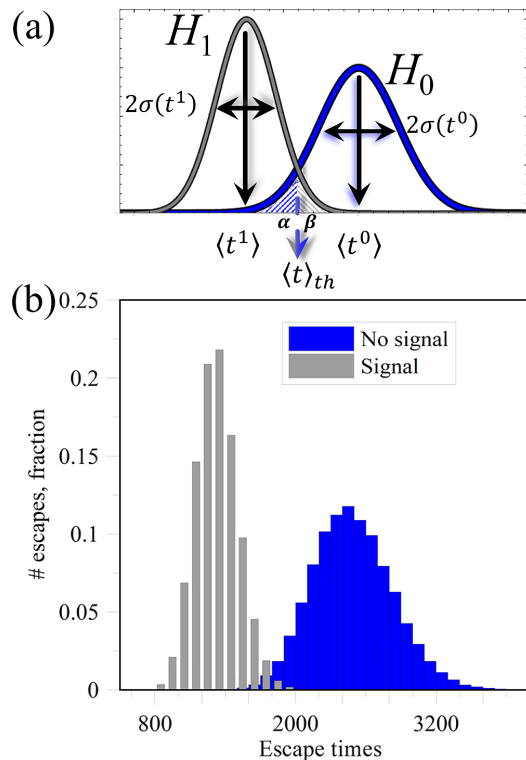 (a)
H₁
H₀
2σ(t¹)
2σ(t⁰)
α β
⟨t¹⟩
⟨t⁰⟩
⟨t⟩ₜₕ
(b)
0.25
0.2
0.15
0.1
0.05
0
# escapes, fraction
No signal
Signal
800 2000 3200
Escape times